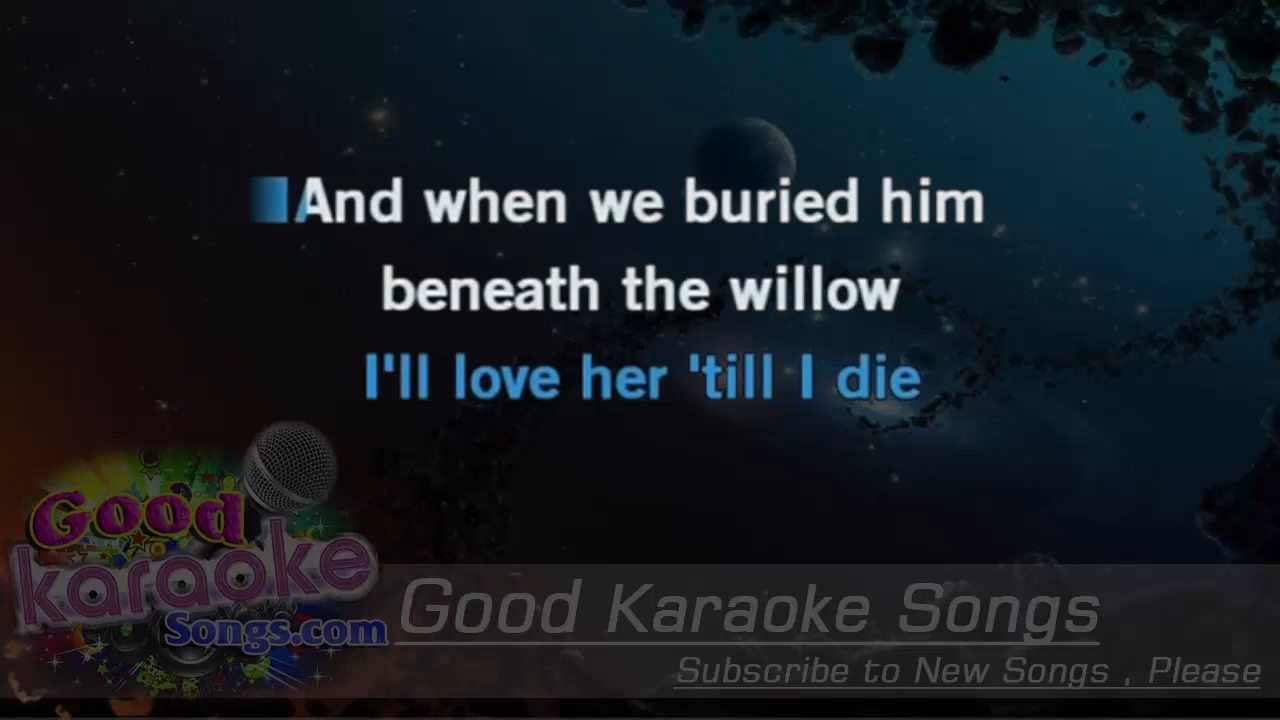 And when we buried him
beneath the willow
I'll love her 'till I die
Good
karaoke
Songs.com
Good Karaoke Songs
Subscribe to New Songs , Please